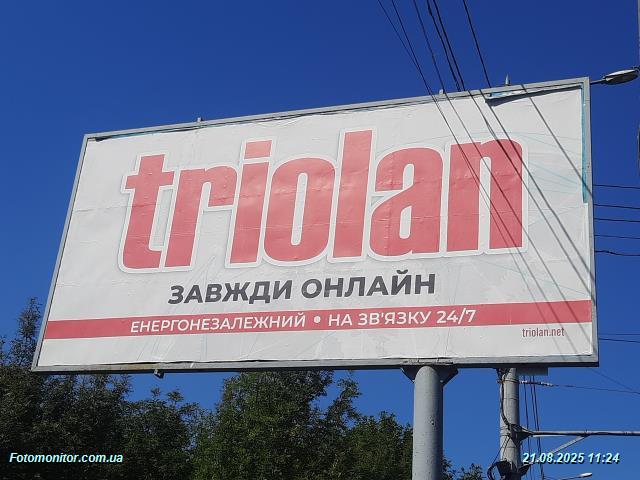 triolan
ЗАВЖДИ ОНЛАЙН
ЕНЕРГОНЕЗАЛЕЖНИЙ • НА ЗВ'ЯЗКУ 24/7
triolan.net
Fotomonitor.com.ua
21.08.2025 11:24